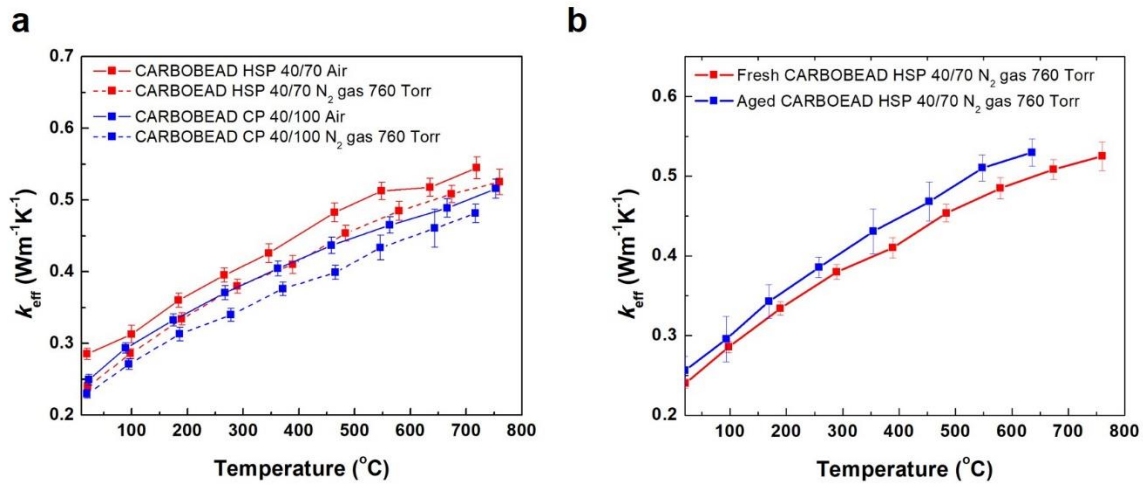 a
0.7
0.6
0.5
0.4
0.3
0.2
k_eff (Wm⁻¹K⁻¹)
CARBOBEAD HSP 40/70 Air
CARBOEAD HSP 40/70 N₂ gas 760 Torr
CARBOBEAD CP 40/100 Air
CARBOBEAD CP 40/100 N₂ gas 760 Torr
100 200 300 400 500 600 700 800
Temperature (°C)
b
0.6
0.5
0.4
0.3
0.2
k_eff (Wm⁻¹K⁻¹)
Fresh CARBOBEAD HSP 40/70 N₂ gas 760 Torr
Aged CARBOEAD HSP 40/70 N₂ gas 760 Torr
100 200 300 400 500 600 700 800
Temperature (°C)